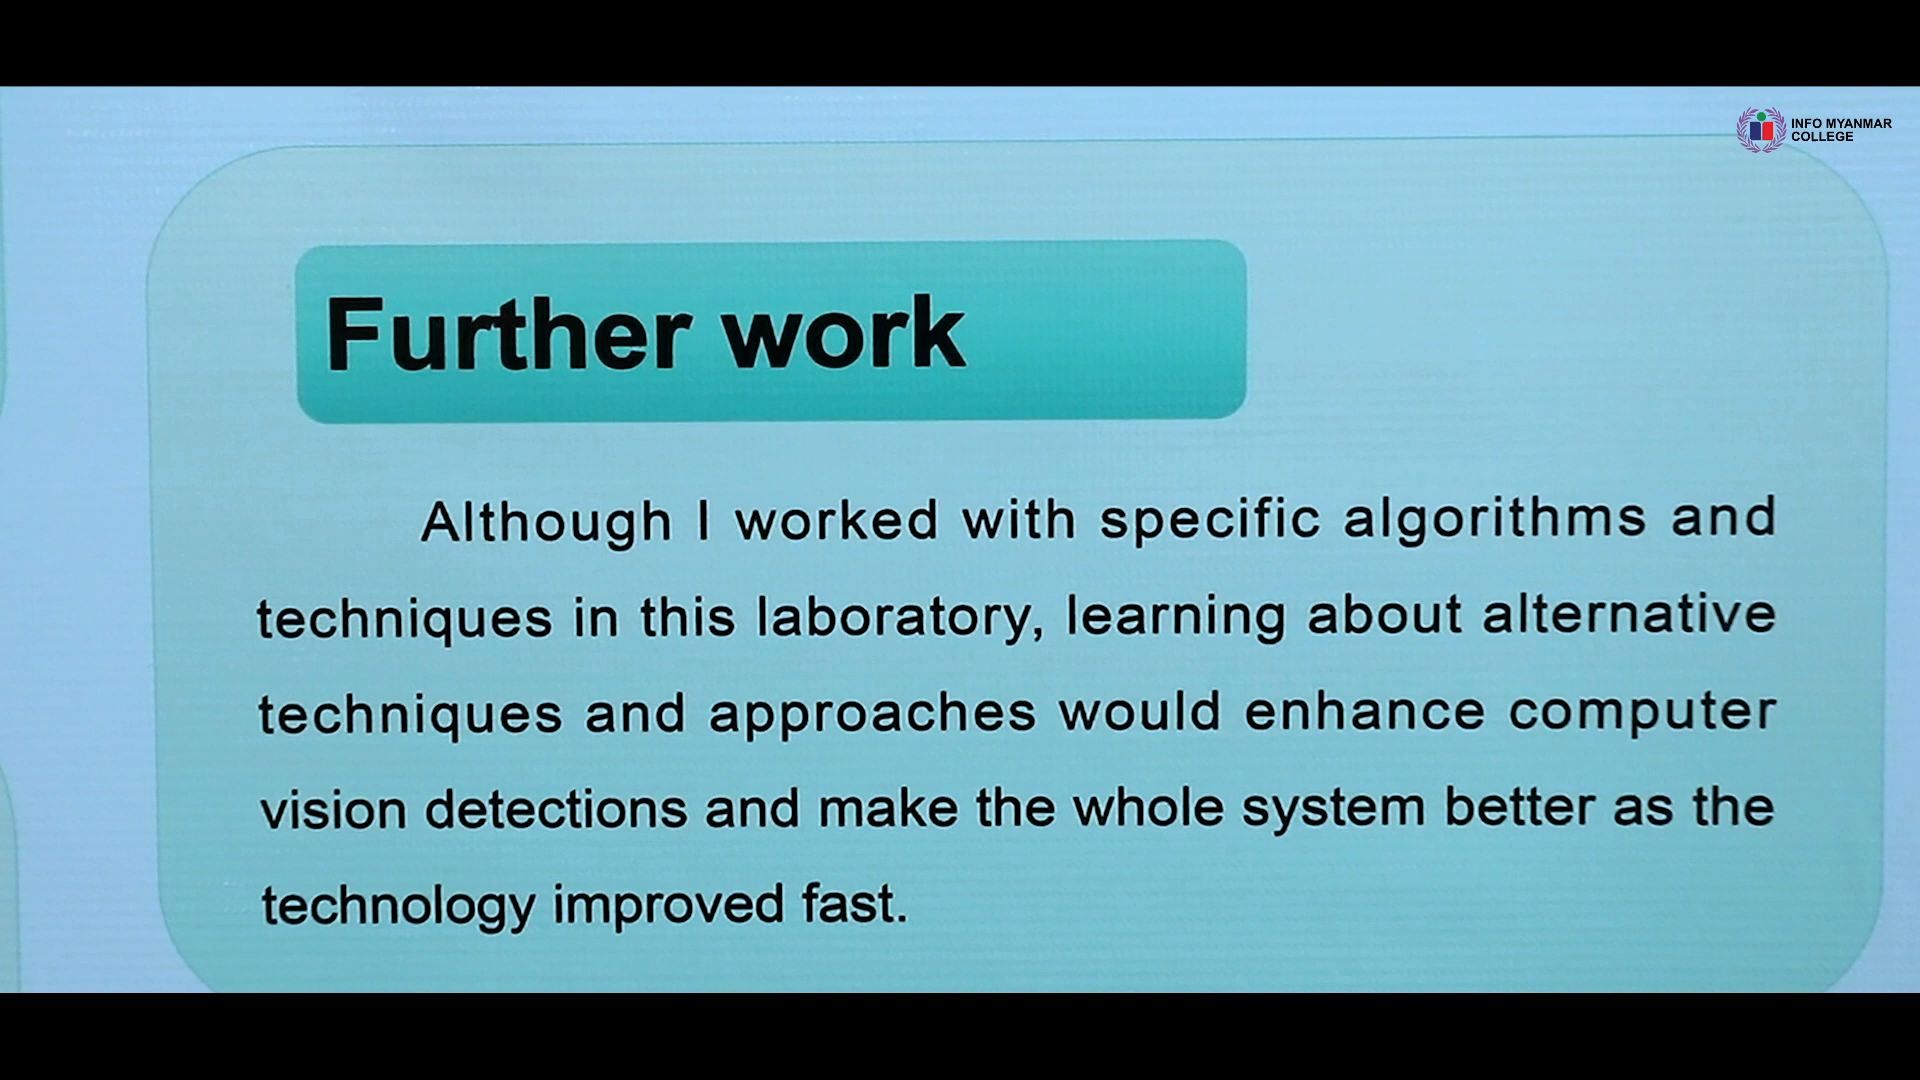 INFO MYANMAR
COLLEGE
Further work
Although I worked with specific algorithms and
techniques in this laboratory, learning about alternative
techniques and approaches would enhance computer
vision detections and make the whole system better as the
technology improved fast.